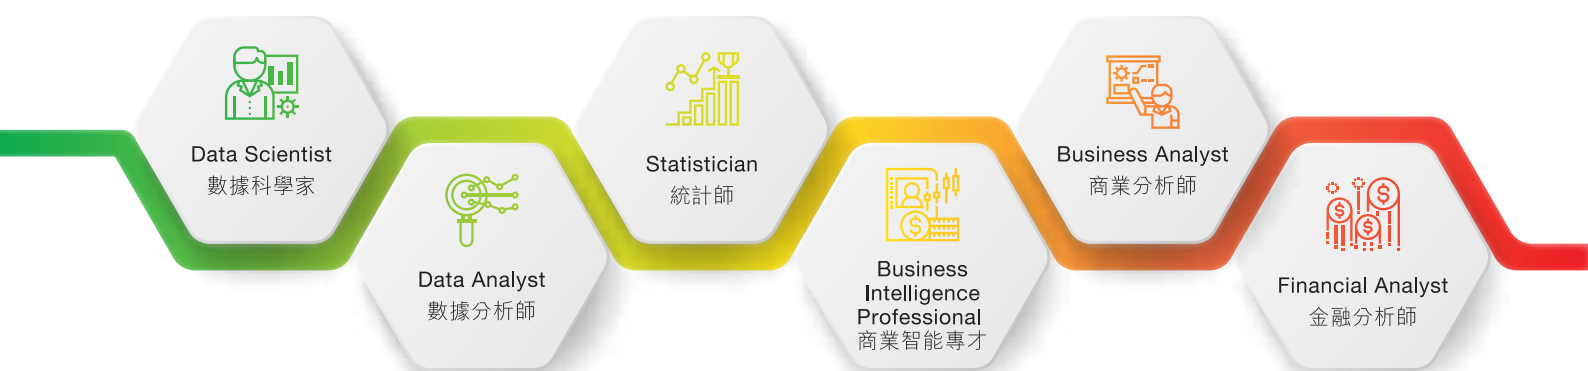 Data Scientist
數據科學家
Data Analyst
數據分析師
Statistician
統計師
Business
Intelligence
Professional
商業智能專才
Business Analyst
商業分析師
Financial Analyst
金融分析師